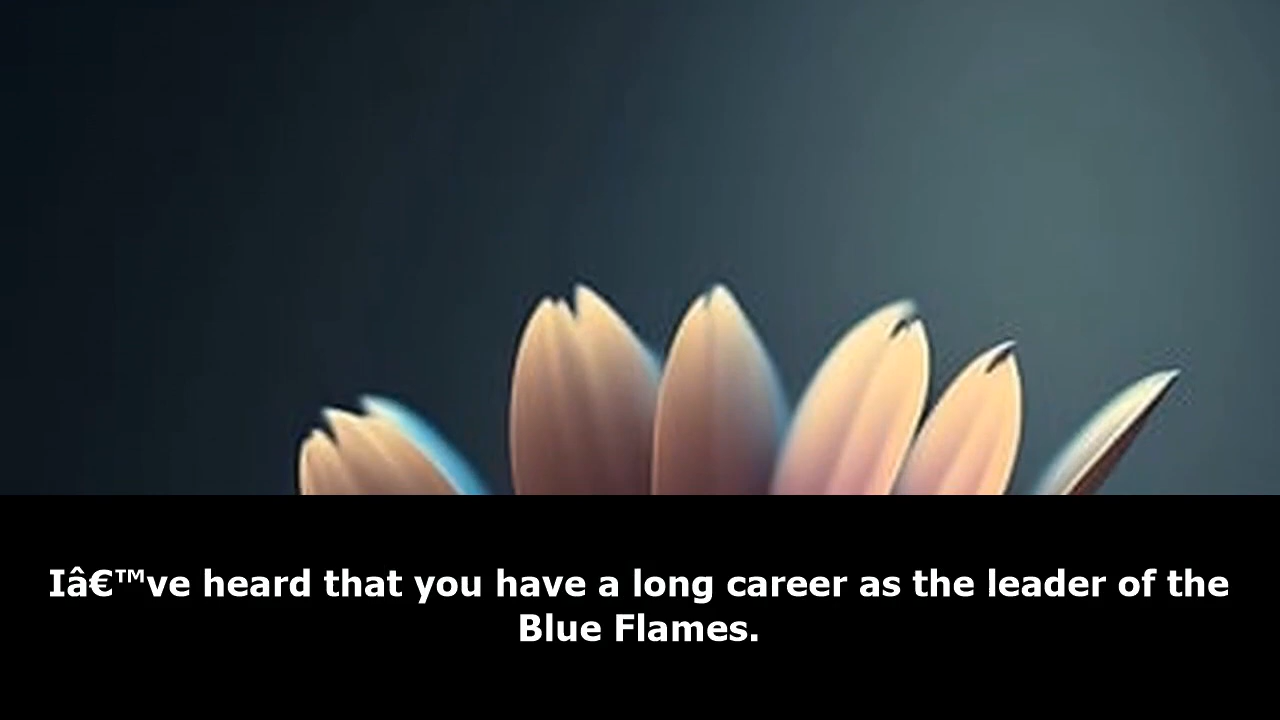 Iâ€™ve heard that you have a long career as the leader of the
Blue Flames.